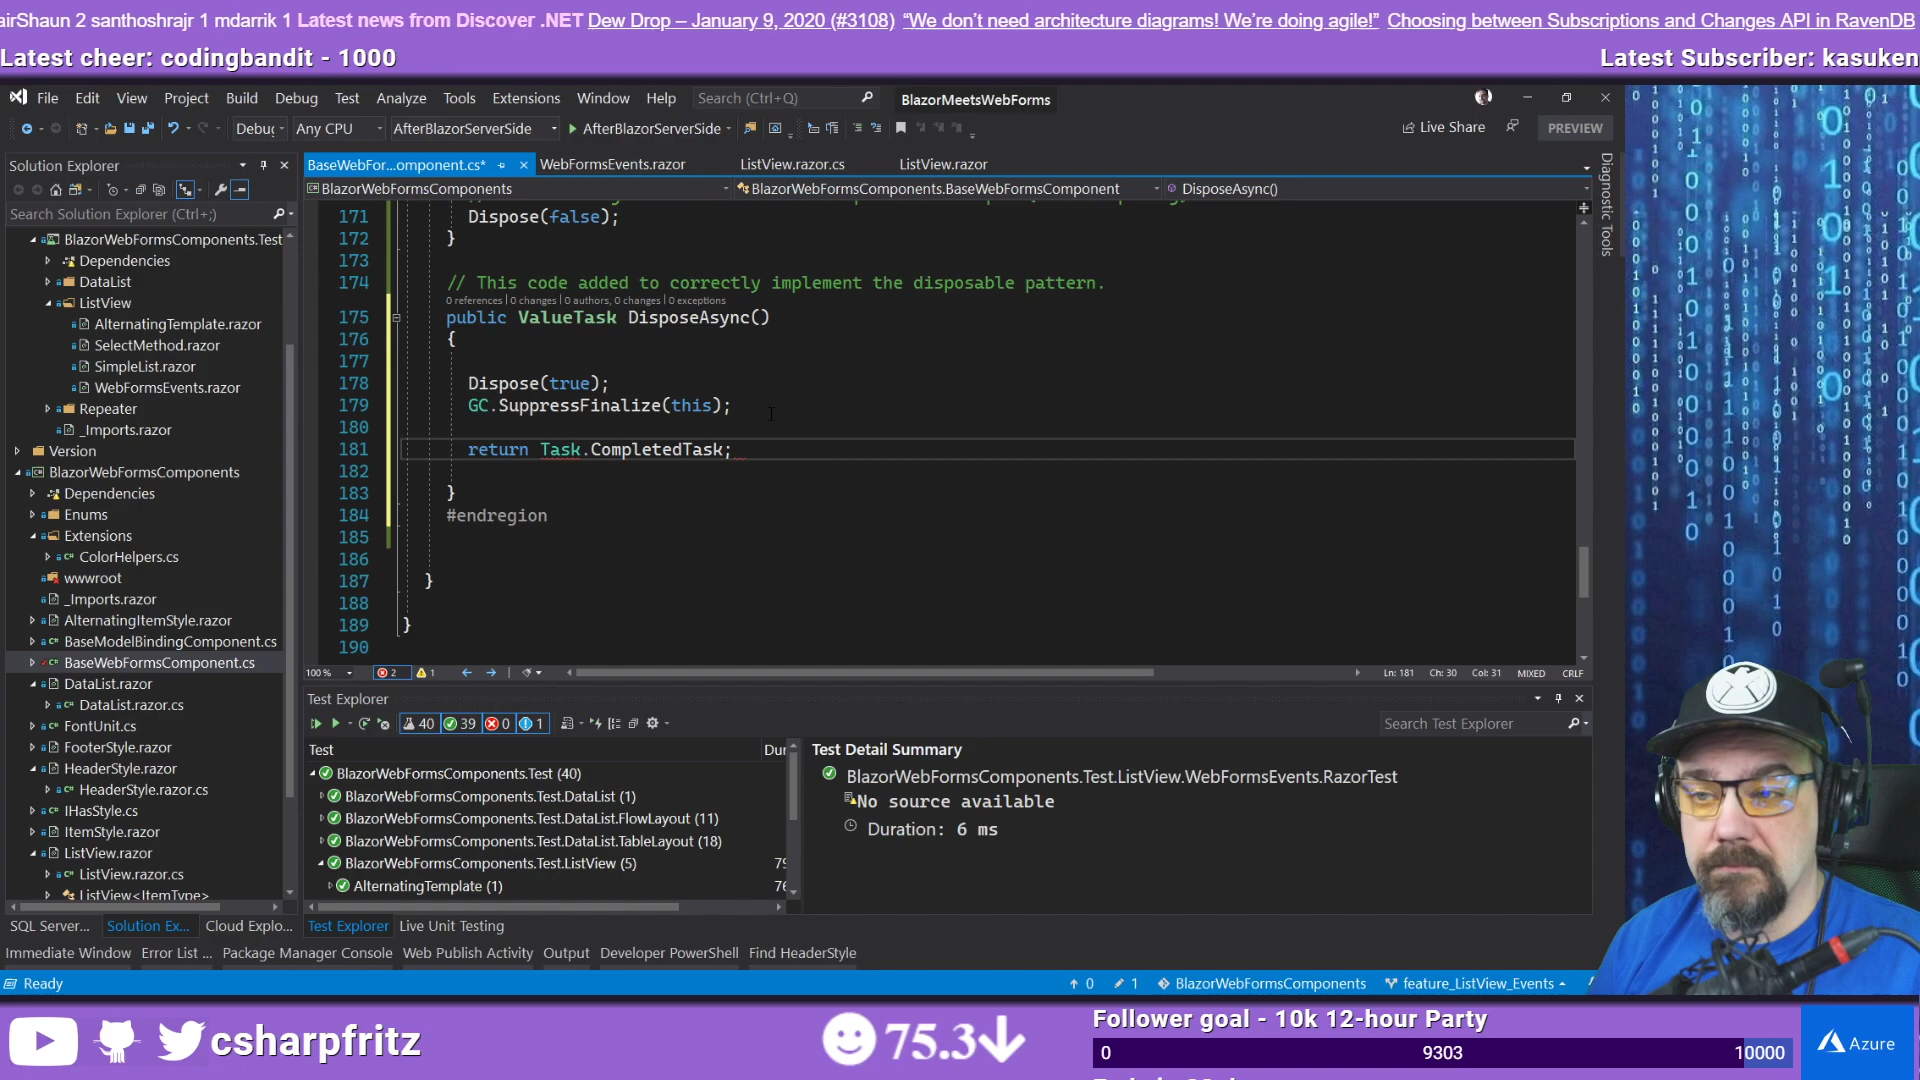 airShaun 2 santhoshrajr 1 mdarrik 1 Latest news from Discover .NET Dew Drop – January 9, 2020 (#3108) “We don’t need architecture diagrams! We’re doing agile!” Choosing between Subscriptions and Changes API in RavenDB
Latest cheer: codingbandit - 1000
Latest Subscriber: kasuken
File Edit View Project Build Debug Test Analyze Tools Extensions Window Help Search (Ctrl+Q) BlazorMeetsWebForms
Debug Any CPU AfterBlazorServerSide AfterBlazorServerSide Live Share PREVIEW
Solution Explorer
Search Solution Explorer (Ctrl+;)
BlazorWebFormsComponents.Test
Dependencies
DataList
ListView
AlternatingTemplate.razor
SelectMethod.razor
SimpleList.razor
WebFormsEvents.razor
Repeater
_Imports.razor
Version
BlazorWebFormsComponents
Dependencies
Enums
Extensions
ColorHelpers.cs
wwwroot
_Imports.razor
AlternatingItemStyle.razor
BaseModelBindingComponent.cs
BaseWebFormsComponent.cs
DataList.razor
DataList.razor.cs
FontUnit.cs
FooterStyle.razor
HeaderStyle.razor
HeaderStyle.razor.cs
IHasStyle.cs
ItemStyle.razor
ListView.razor
ListView.razor.cs
ListView<ItemType>
SQL Server... Solution Ex... Cloud Explo...
BaseWebFor...omponent.cs* WebFormsEvents.razor ListView.razor.cs ListView.razor
BlazorWebFormsComponents BlazorWebFormsComponents.BaseWebFormsComponent DisposeAsync()
171 Dispose(false);
172 }
173
174 // This code added to correctly implement the disposable pattern.
0 references | 0 changes | 0 authors, 0 changes | 0 exceptions
175 public ValueTask DisposeAsync()
176 {
177
178 Dispose(true);
179 GC.SuppressFinalize(this);
180
181 return Task.CompletedTask;
182
183 }
184 #endregion
185
186
187 }
188
189 }
190
100% 2 1 Ln: 181 Ch: 30 Col: 31 MIXED CRLF
Diagnostic Tools
Test Explorer
40 39 0 1 Search Test Explorer
Test Dur
BlazorWebFormsComponents.Test (40)
BlazorWebFormsComponents.Test.DataList (1)
BlazorWebFormsComponents.Test.DataList.FlowLayout (11)
BlazorWebFormsComponents.Test.DataList.TableLayout (18)
BlazorWebFormsComponents.Test.ListView (5)
AlternatingTemplate (1)
Test Detail Summary
BlazorWebFormsComponents.Test.ListView.WebFormsEvents.RazorTest
No source available
Duration: 6 ms
Test Explorer Live Unit Testing
Immediate Window Error List ... Package Manager Console Web Publish Activity Output Developer PowerShell Find HeaderStyle
Ready 0 1 BlazorWebFormsComponents feature_ListView_Events
csharpfritz
75.3
Follower goal - 10k 12-hour Party
0 9303 10000
Azure